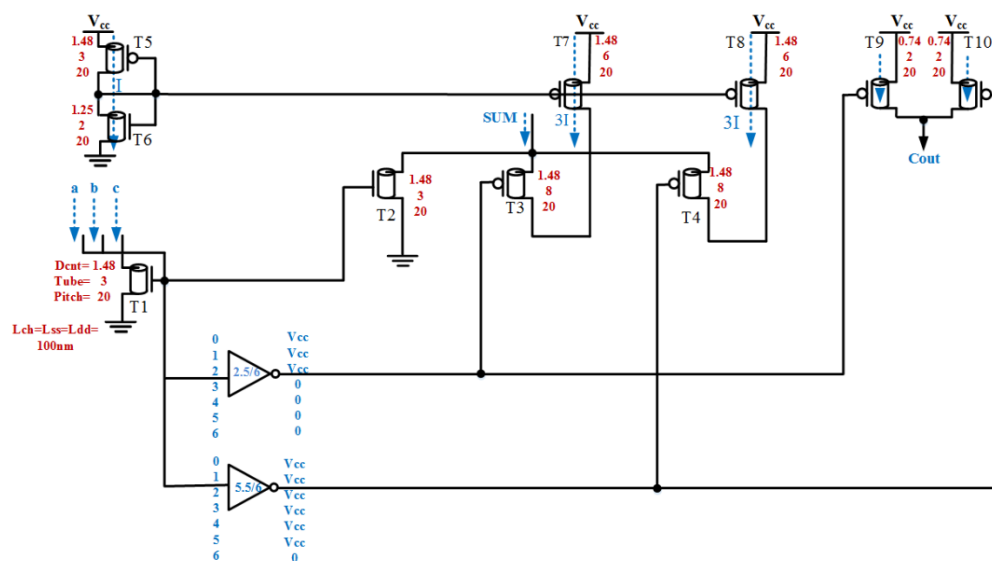 Vcc
1.48
3
20
T5
I
1.25
2
20
T6
T7
Vcc
1.48
6
20
3I
T8
Vcc
1.48
6
20
3I
T9
Vcc
0.74
2
20
Vcc
0.74
2
20
T10
Cout
SUM
T2
1.48
3
20
T3
1.48
8
20
T4
1.48
8
20
a b c
Dcnt= 1.48
Tube= 3
Pitch= 20
T1
Lch=Lss=Ldd=
100nm
0
1
2
3
4
5
6
2.5/6
Vcc
Vcc
Vcc
0
0
0
0
0
1
2
3
4
5
6
5.5/6
Vcc
Vcc
Vcc
Vcc
Vcc
Vcc
0